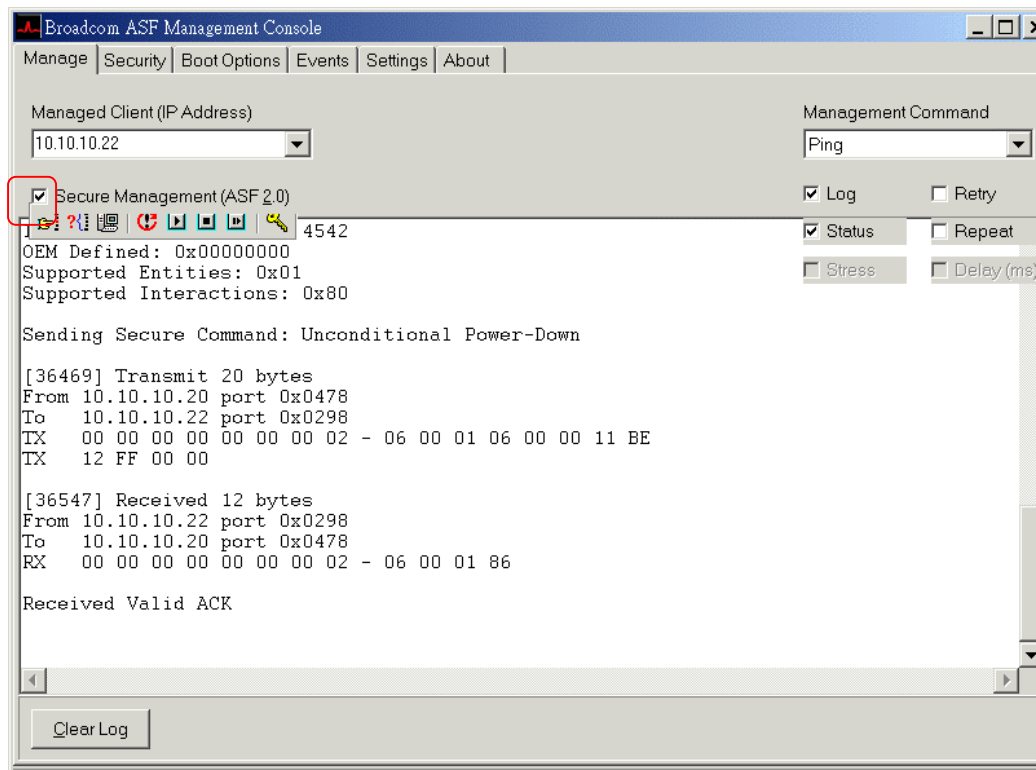 Broadcom ASF Management Console
Manage Security Boot Options Events Settings About
Managed Client (IP Address)
Management Command
10.10.10.22
Ping
Secure Management (ASF 2.0)
Log Retry
4542
Status Repeat
OEM Defined: 0x00000000
Supported Entities: 0x01
Stress Delay (ms)
Supported Interactions: 0x80
Sending Secure Command: Unconditional Power-Down
[36469] Transmit 20 bytes
From 10.10.10.20 port 0x0478
To 10.10.10.22 port 0x0298
TX 00 00 00 00 00 00 00 02 - 06 00 01 06 00 00 11 BE
TX 12 FF 00 00
[36547] Received 12 bytes
From 10.10.10.22 port 0x0298
To 10.10.10.20 port 0x0478
RX 00 00 00 00 00 00 00 02 - 06 00 01 86
Received Valid ACK
Clear Log